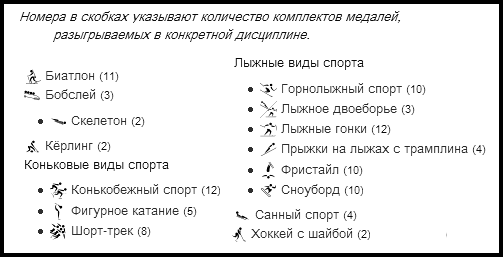 Номера в скобках указывают количество комплектов медалей,
разыгрываемых в конкретной дисциплине.
Биатлон (11)
Бобслей (3)
Скелетон (2)
Кёрлинг (2)
Коньковые виды спорта
Конькобежный спорт (12)
Фигурное катание (5)
Шорт-трек (8)
Лыжные виды спорта
Горнолыжный спорт (10)
Лыжное двоеборье (3)
Лыжные гонки (12)
Прыжки на лыжах с трамплина (4)
Фристайл (10)
Сноуборд (10)
Санный спорт (4)
Хоккей с шайбой (2)